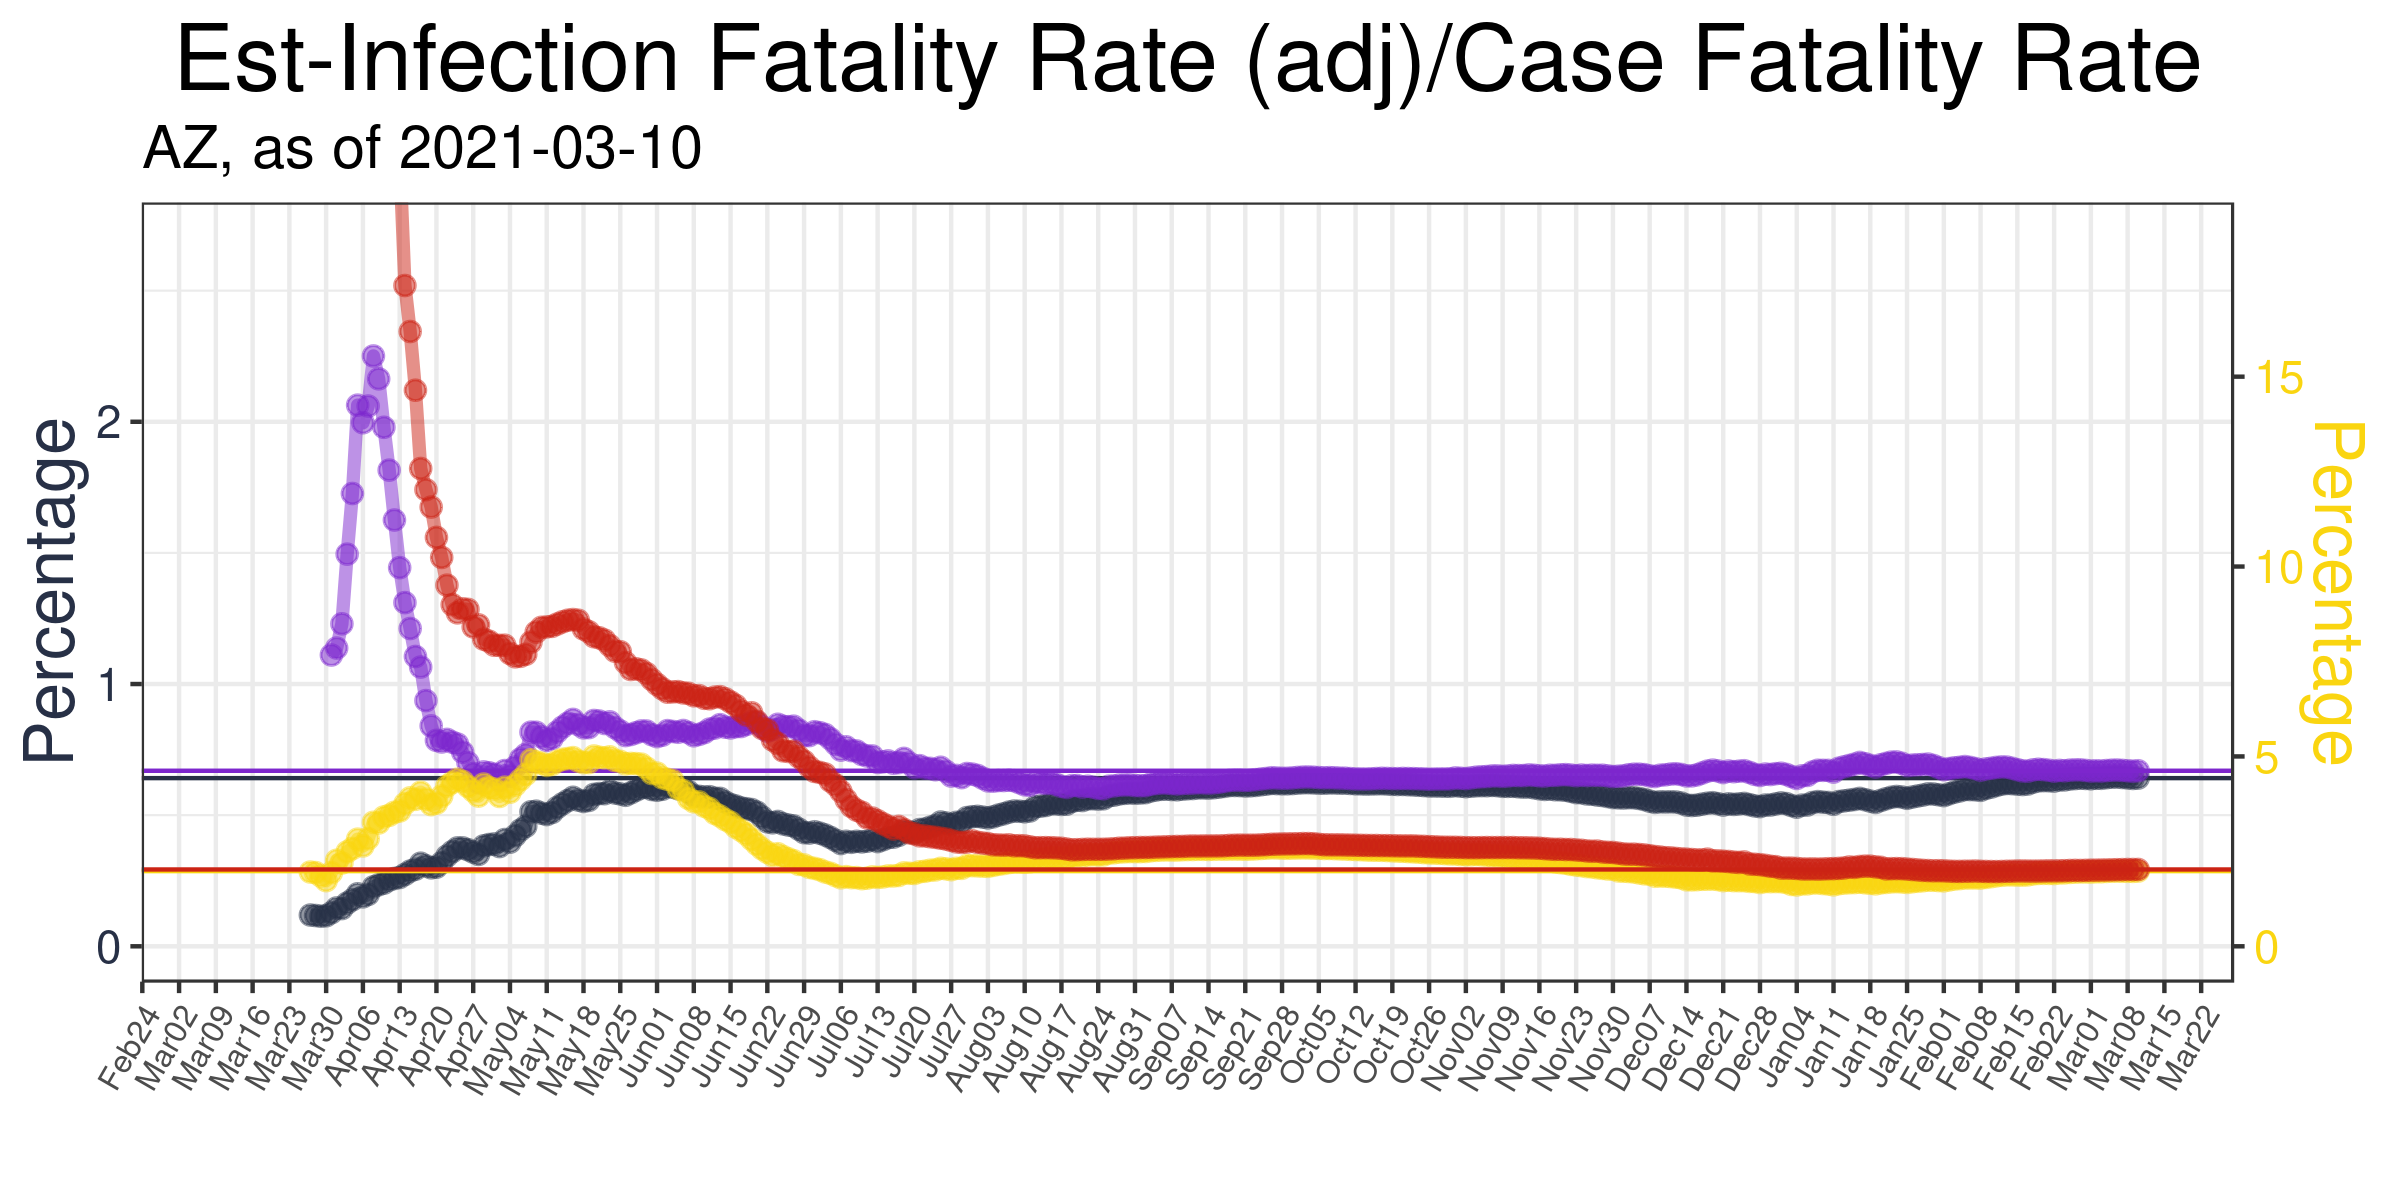 Est-Infection Fatality Rate (adj)/Case Fatality Rate
AZ, as of 2021-03-10
Percentage
2
1
0
15
10
5
0
Percentage
Feb24
Mar02
Mar09
Mar16
Mar23
Mar30
Apr06
Apr13
Apr20
Apr27
May04
May11
May18
May25
Jun01
Jun08
Jun15
Jun22
Jun29
Jul06
Jul13
Jul20
Jul27
Aug03
Aug10
Aug17
Aug24
Aug31
Sep07
Sep14
Sep21
Sep28
Oct05
Oct12
Oct19
Oct26
Nov02
Nov09
Nov16
Nov23
Nov30
Dec07
Dec14
Dec21
Dec28
Jan04
Jan11
Jan18
Jan25
Feb01
Feb08
Feb15
Feb22
Mar01
Mar08
Mar15
Mar22